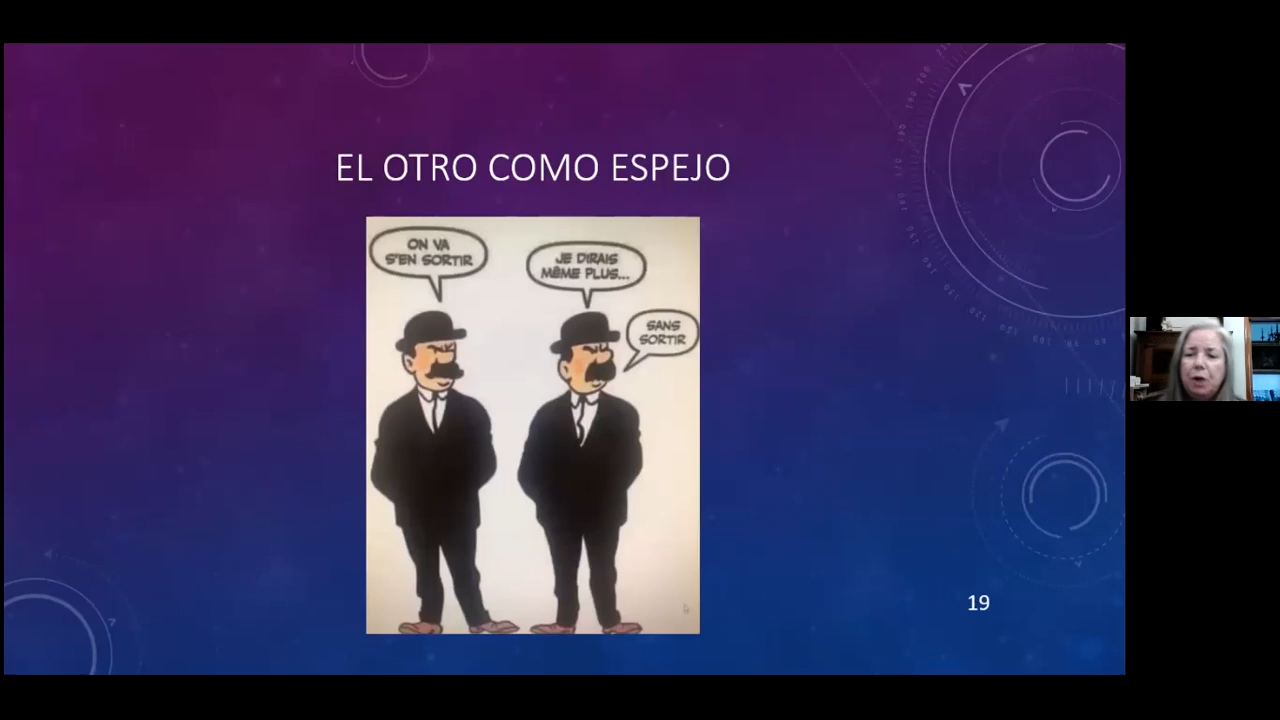 EL OTRO COMO ESPEJO
ON VA
S'EN SORTIR
JE DIRAIS
MÊME PLUS...
SANS
SORTIR
19